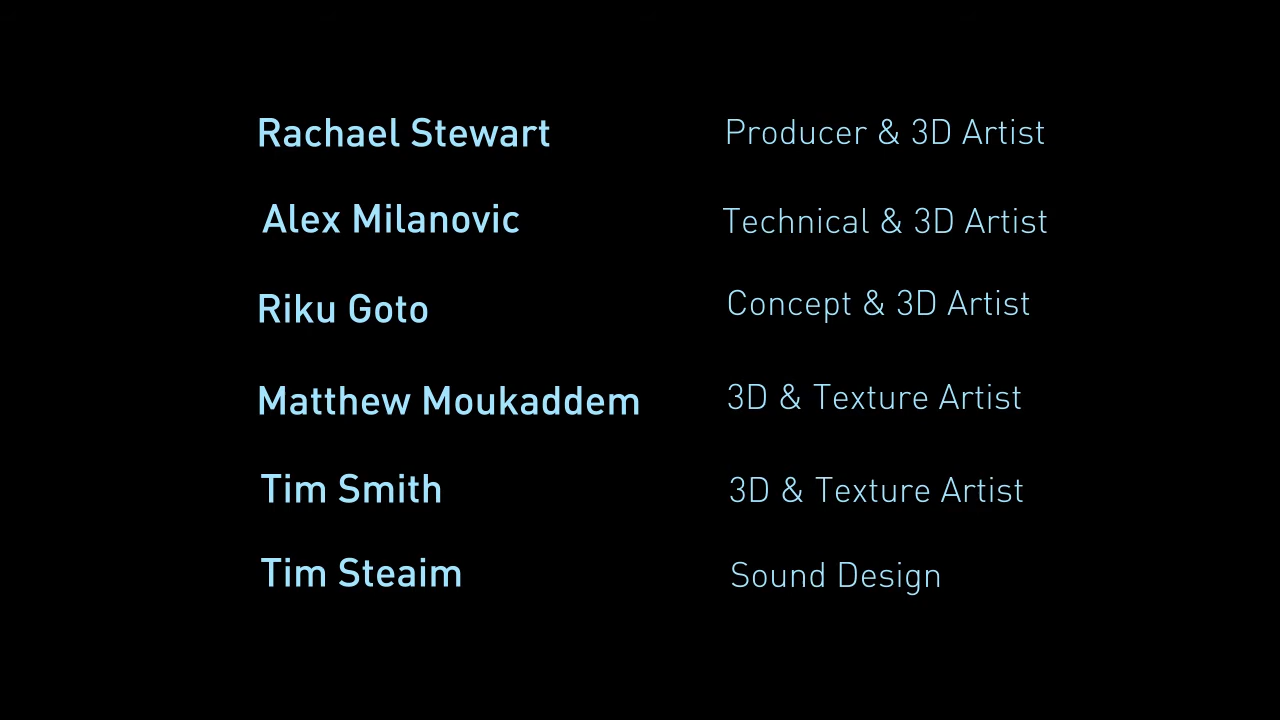 Rachael Stewart Producer & 3D Artist
Alex Milanovic Technical & 3D Artist
Riku Goto Concept & 3D Artist
Matthew Moukaddem 3D & Texture Artist
Tim Smith 3D & Texture Artist
Tim Steaim Sound Design